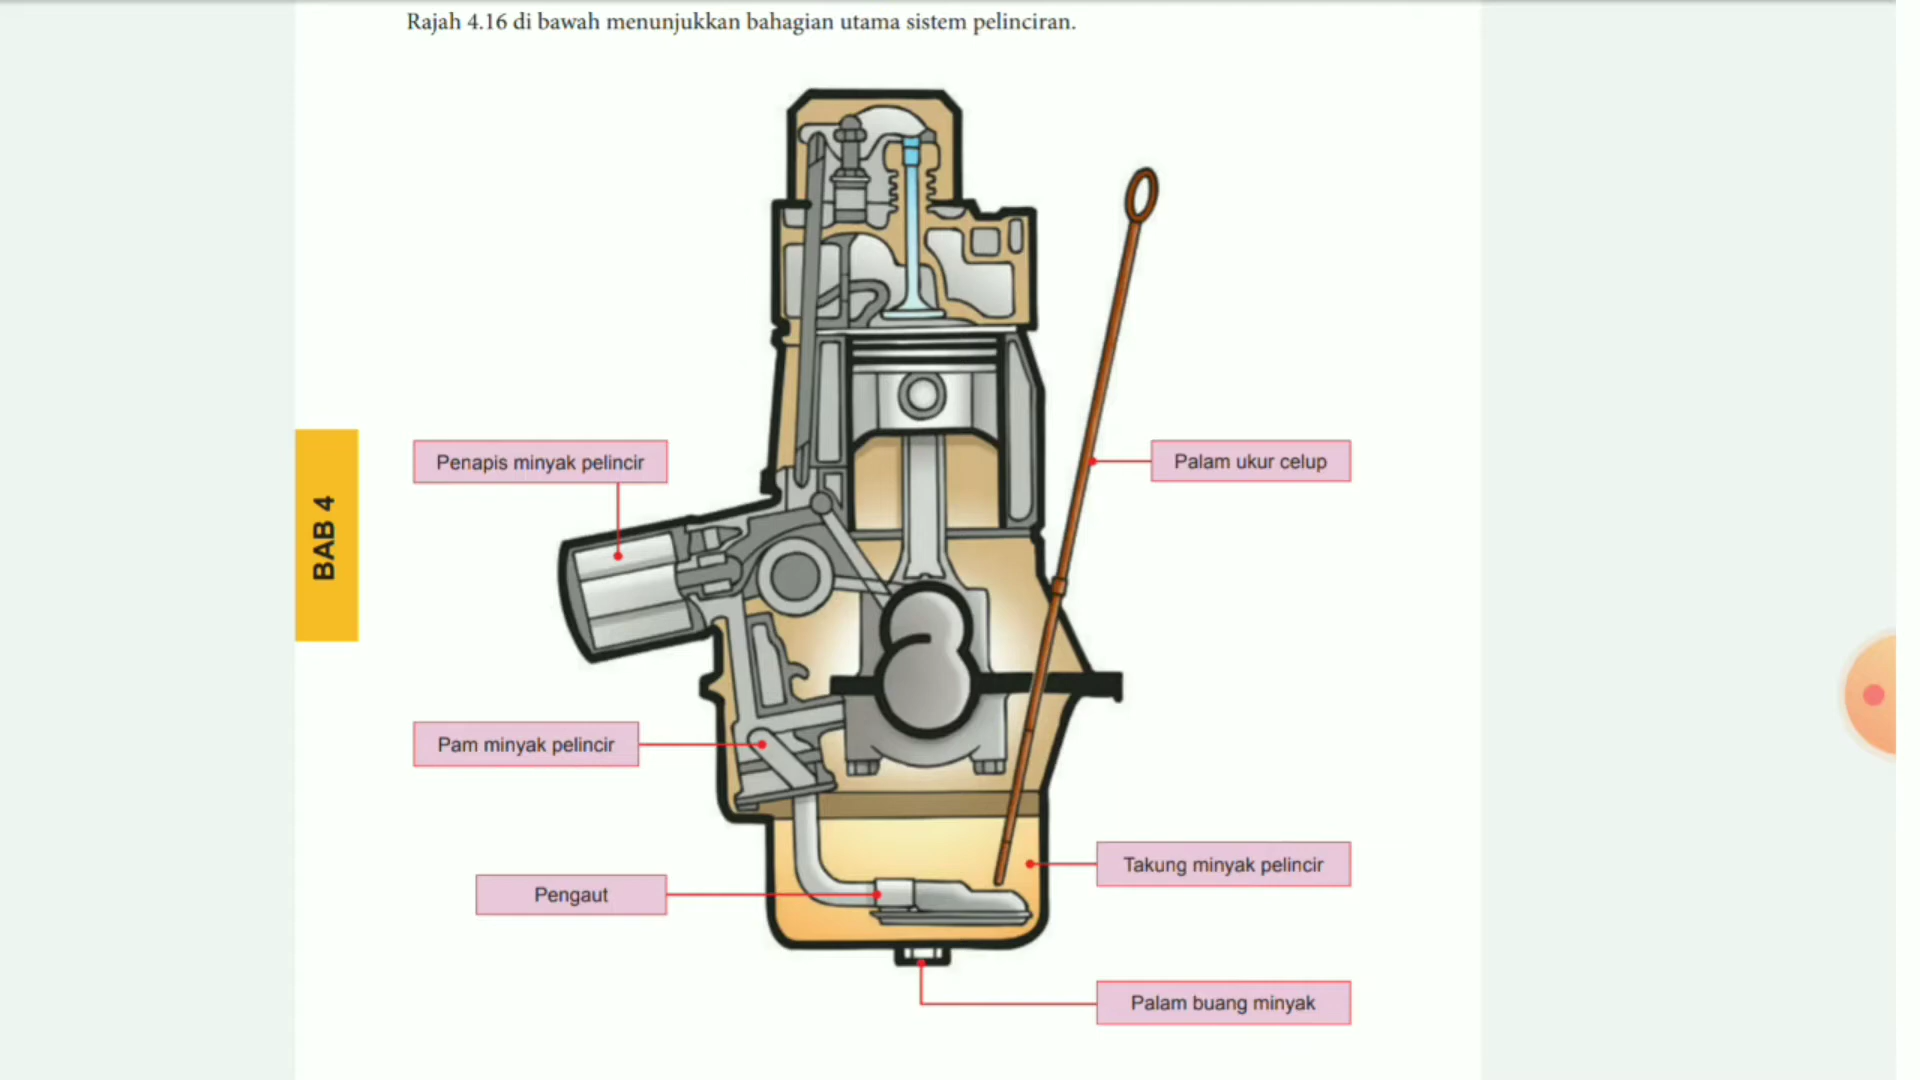 Rajah 4.16 di bawah menunjukkan bahagian utama sistem pelinciran.
Penapis minyak pelincir
Palam ukur celup
BAB 4
Pam minyak pelincir
Takung minyak pelincir
Pengaut
Palam buang minyak